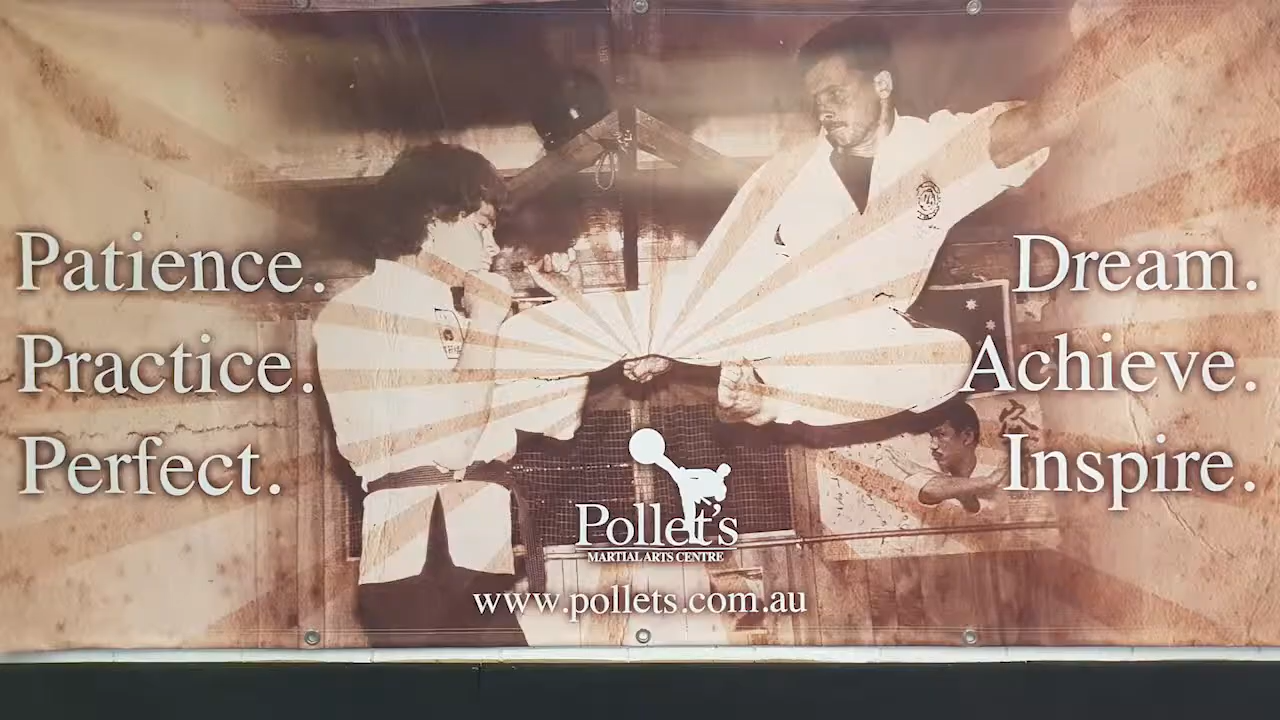 Patience.
Practice.
Perfect.
Dream.
Achieve.
Inspire.
Pollet's
MARTIAL ARTS CENTRE
www.pollets.com.au